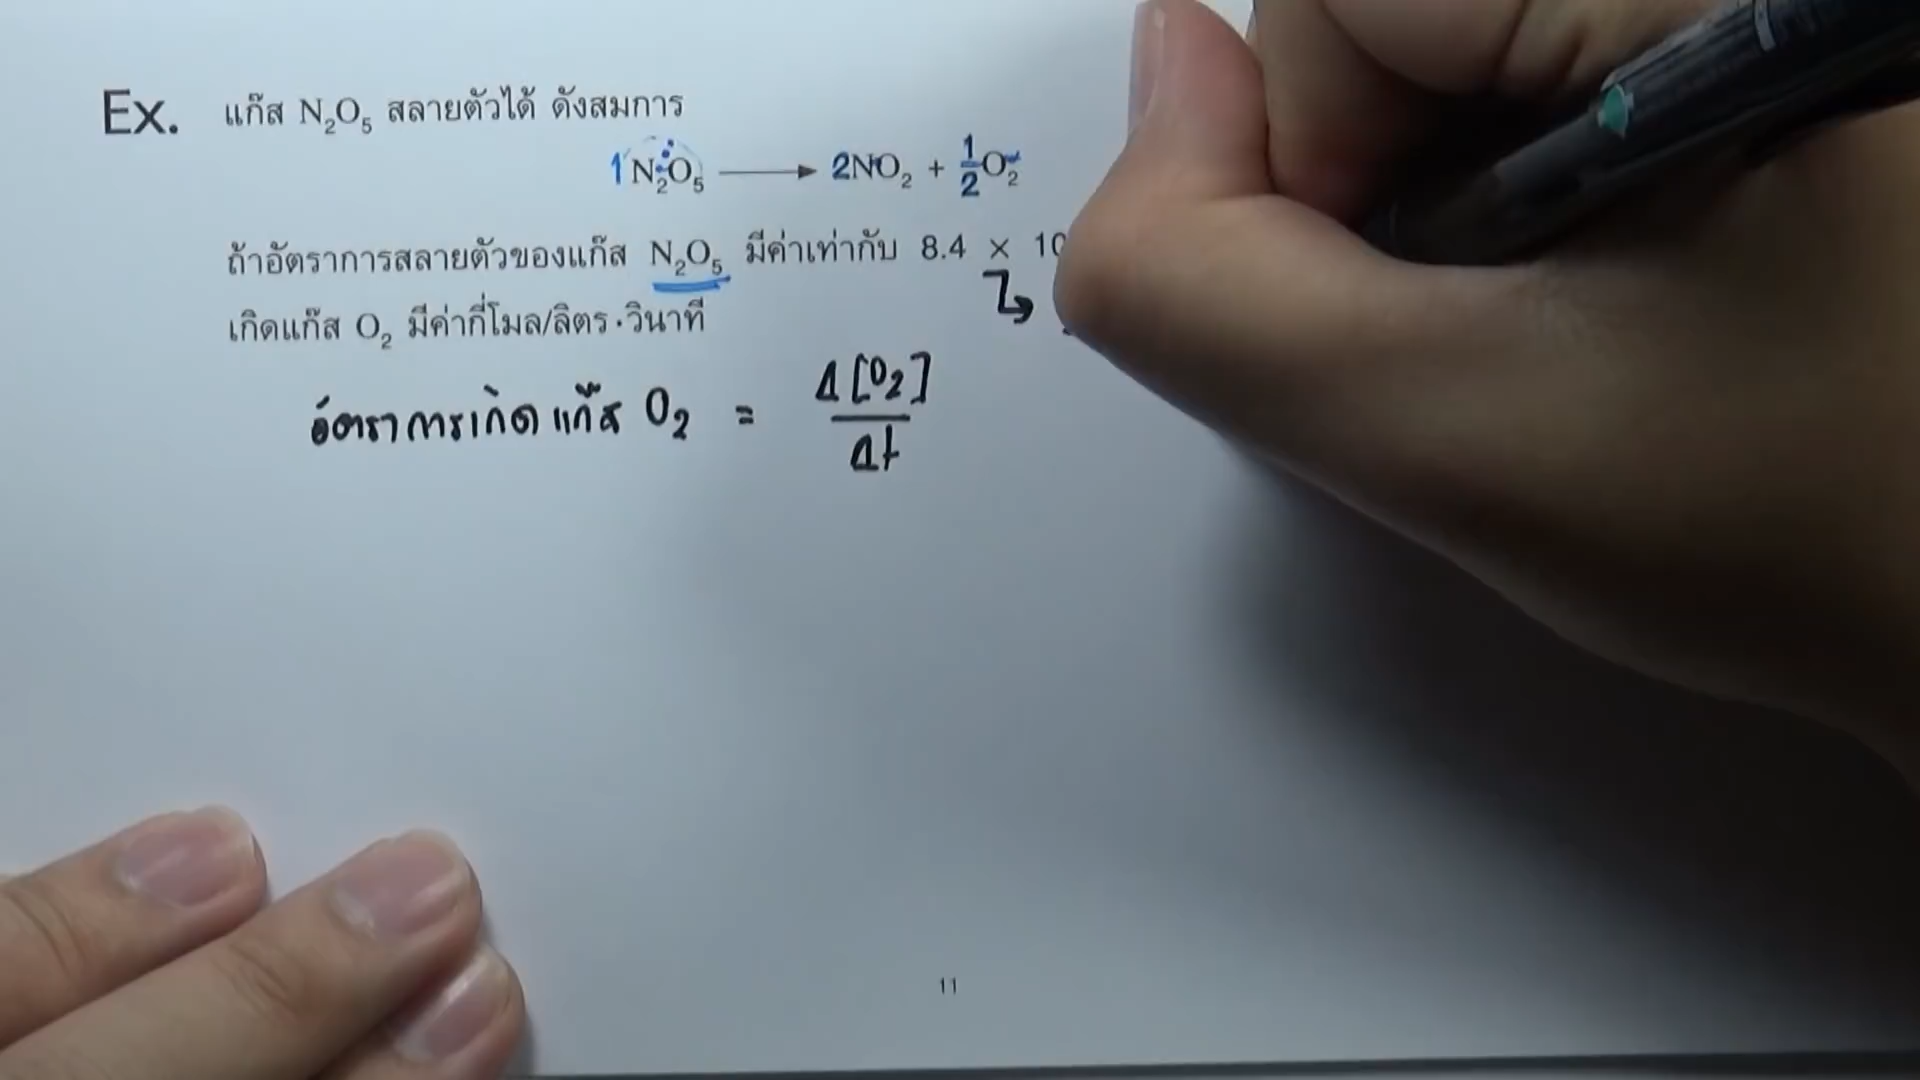 Ex. แก๊ส N₂O₅ สลายตัวได้ ดังสมการ
1 N₂O₅ ⟶ 2NO₂ + 1/2 O₂
ถ้าอัตราการสลายตัวของแก๊ส N₂O₅ มีค่าเท่ากับ 8.4 × 10
เกิดแก๊ส O₂ มีค่ากี่โมล/ลิตร·วินาที
อัตราการเกิดแก๊ส O₂ = Δ[O₂]/Δt
11